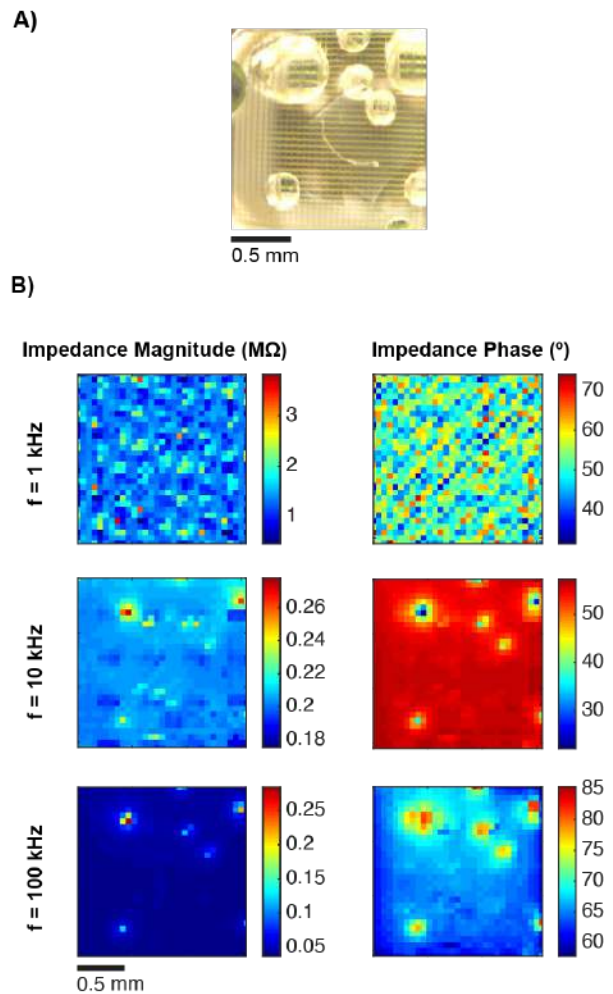 A)
0.5 mm
B)
Impedance Magnitude (MΩ)
Impedance Phase (º)
f = 1 kHz
3
2
1
70
60
50
40
f = 10 kHz
0.26
0.24
0.22
0.2
0.18
50
40
30
f = 100 kHz
0.25
0.2
0.15
0.1
0.05
85
80
75
70
65
60
0.5 mm